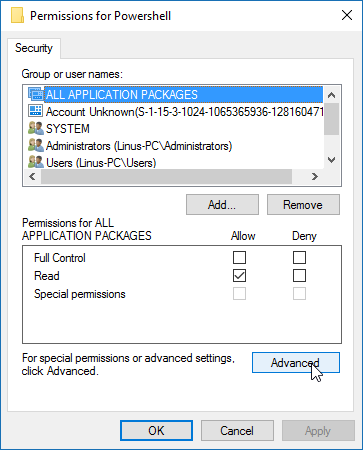 Permissions for Powershell
Security
Group or user names:
ALL APPLICATION PACKAGES
Account Unknown(S-1-15-3-1024-1065365936-128160471
SYSTEM
Administrators (Linus-PC\Administrators)
Users (Linus-PC\Users)
Add...
Remove
Permissions for ALL
APPLICATION PACKAGES
Allow
Deny
Full Control
Read
Special permissions
For special permissions or advanced settings,
click Advanced.
Advanced
OK
Cancel
Apply